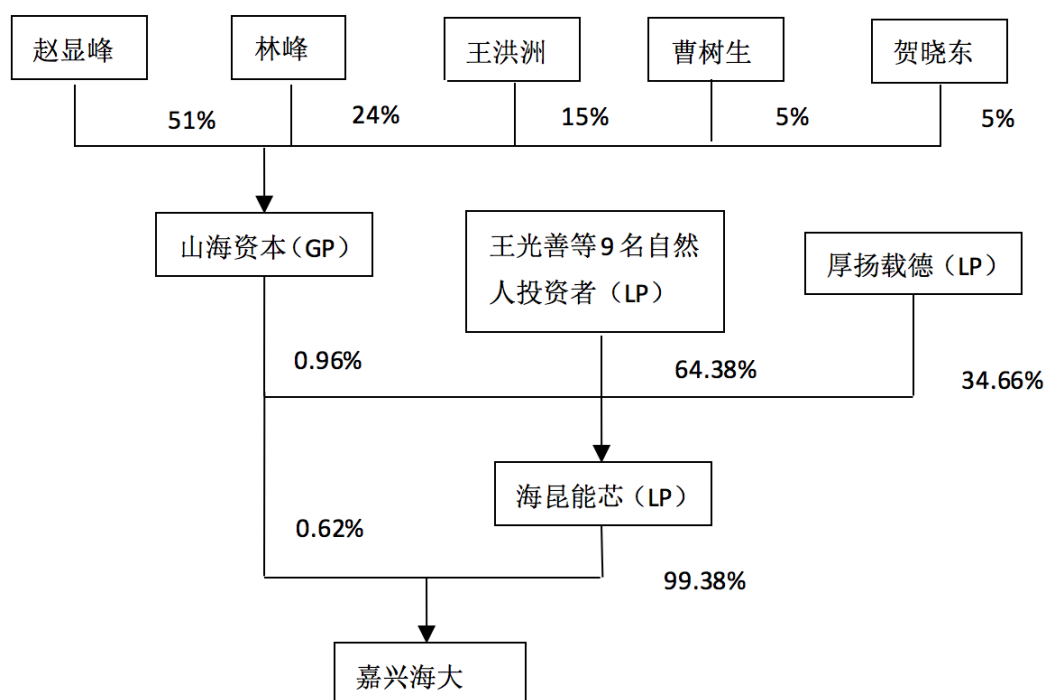 赵显峰
林峰
王洪洲
曹树生
贺晓东
51%
24%
15%
5%
5%
山海资本（GP）
王光善等9名自然
人投资者（LP）
厚扬载德（LP）
0.96%
64.38%
34.66%
海昆能芯（LP）
0.62%
99.38%
嘉兴海大